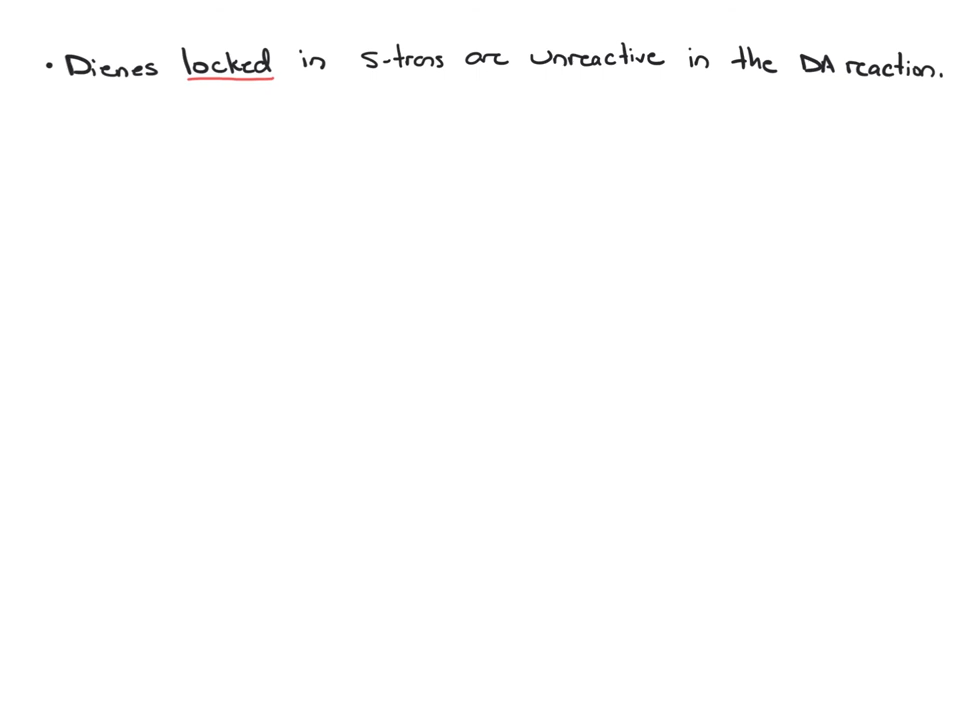 • Dienes locked in s-trans are unreactive in the DA reaction.